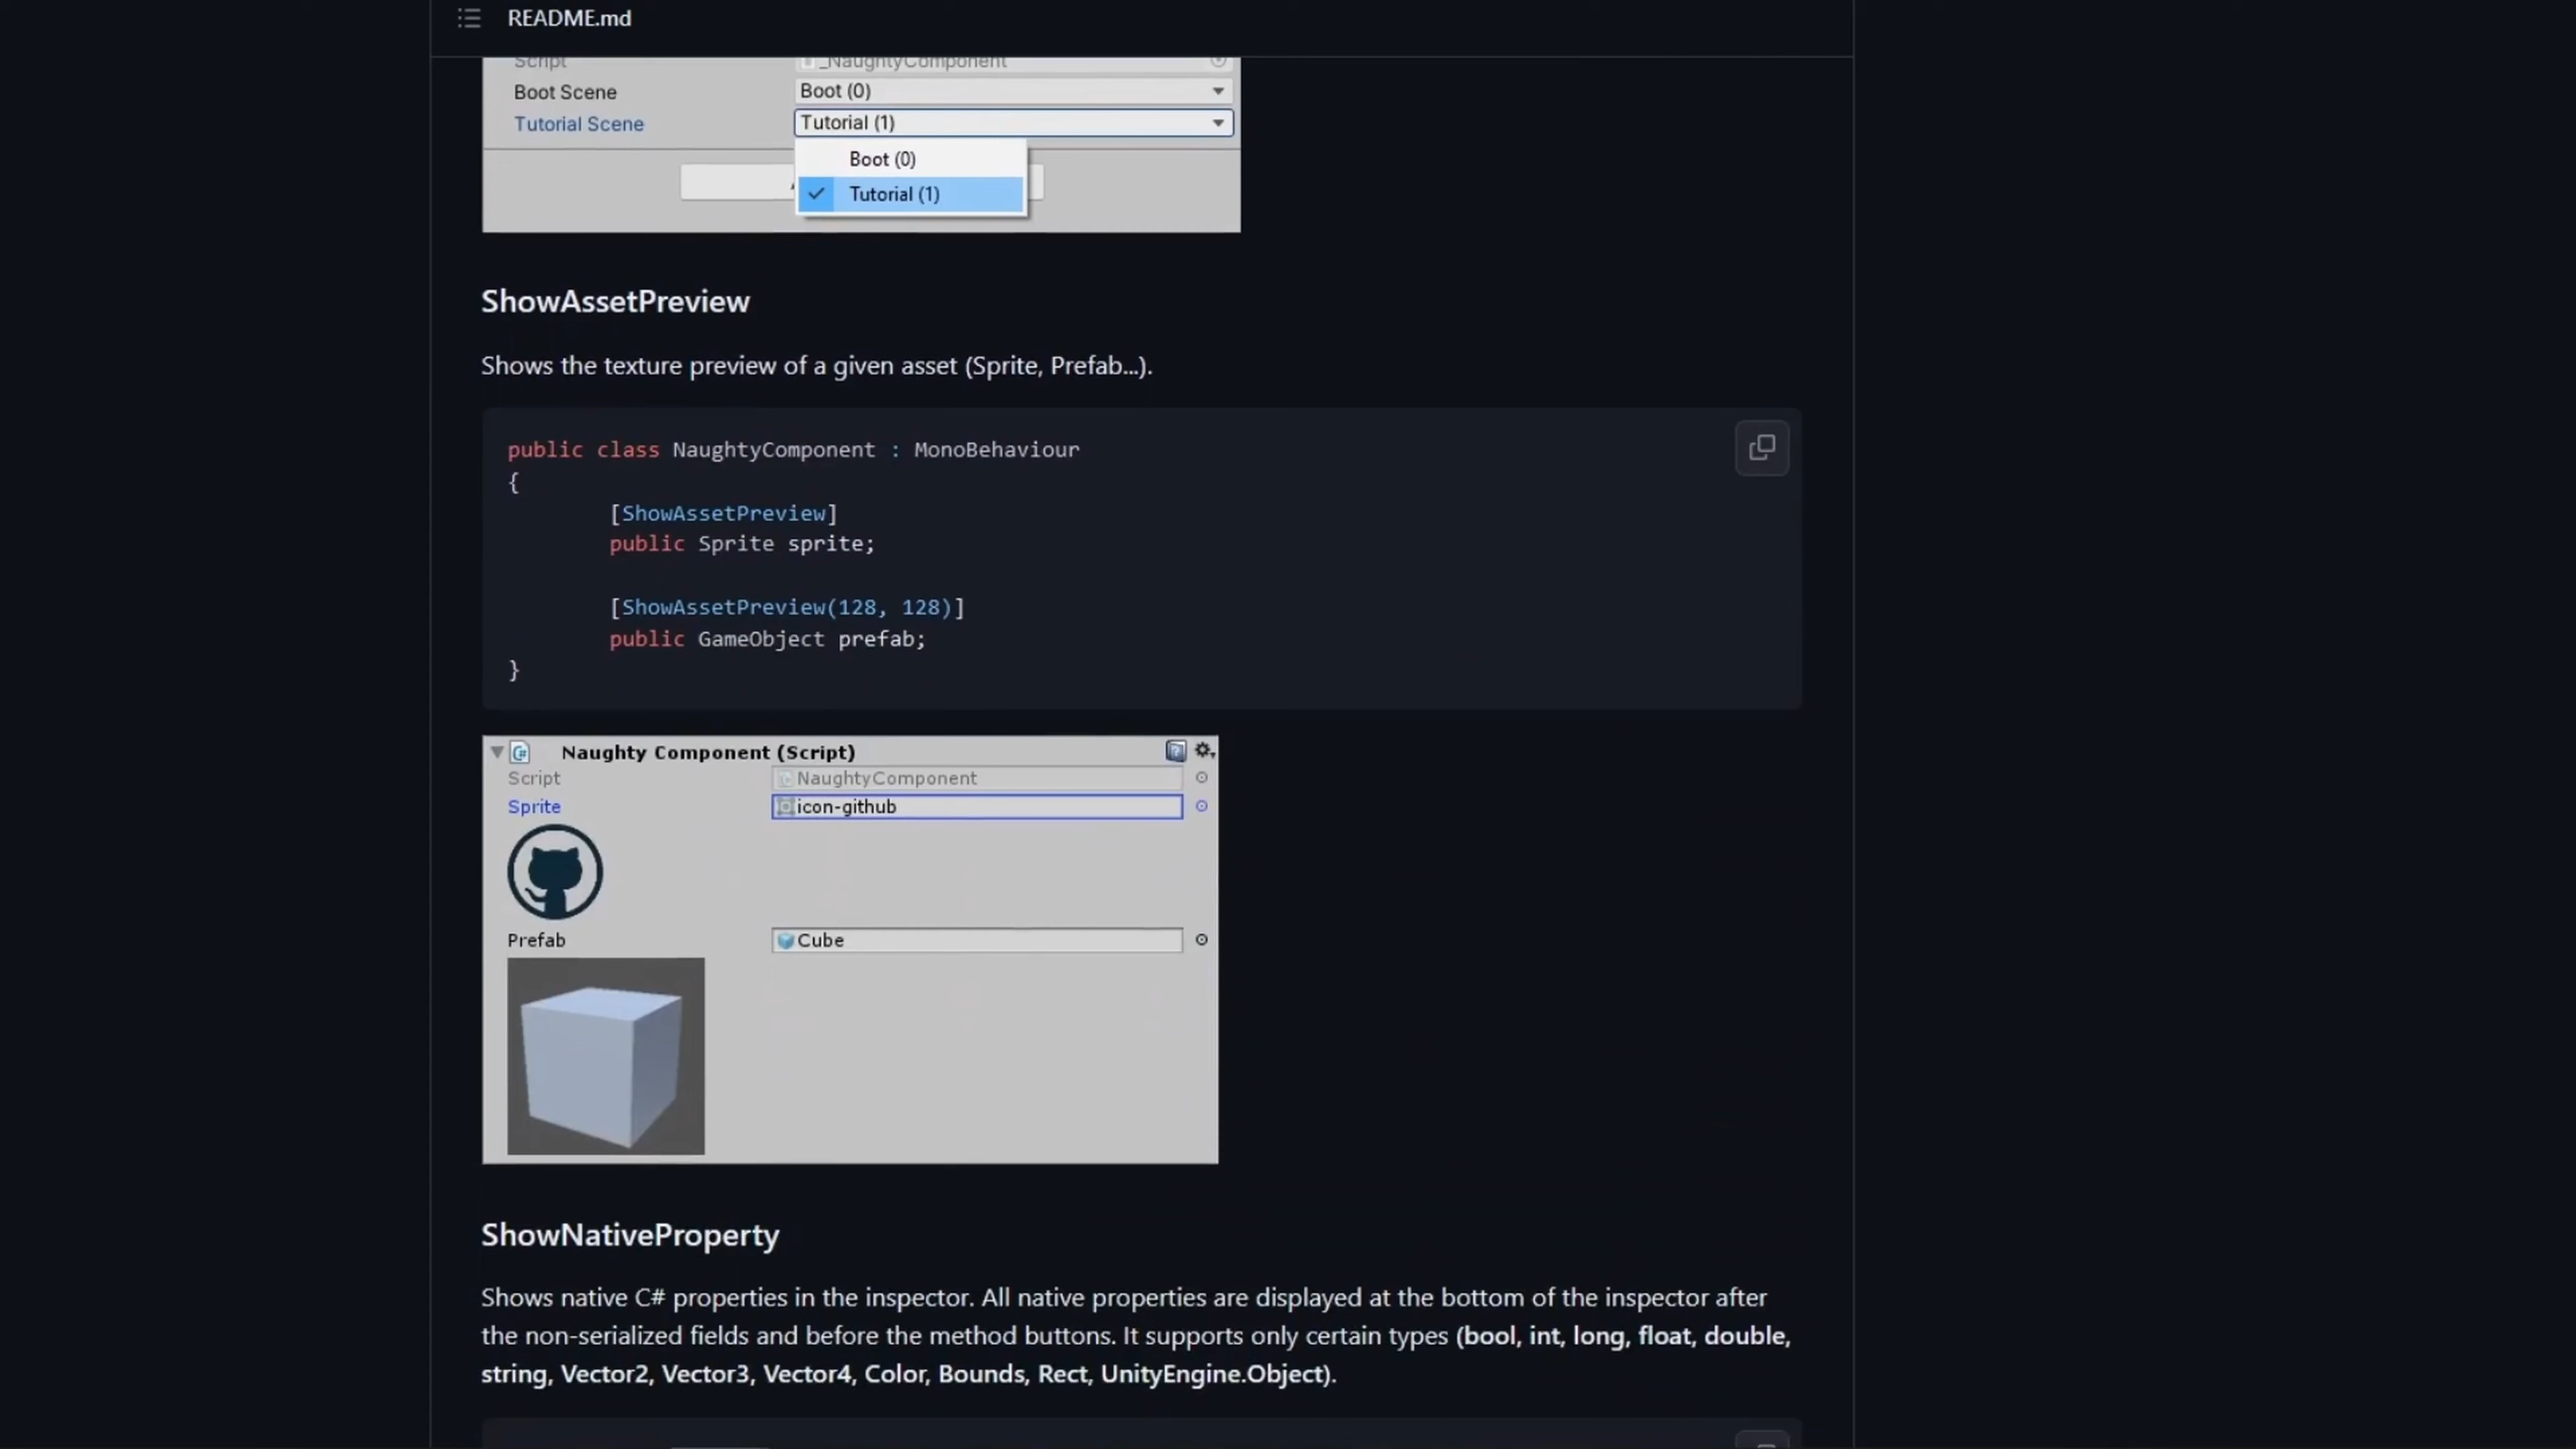 README.md
Script _NaughtyComponent
Boot Scene Boot (0)
Tutorial Scene Tutorial (1)
Boot (0)
Tutorial (1)
ShowAssetPreview
Shows the texture preview of a given asset (Sprite, Prefab...).
public class NaughtyComponent : MonoBehaviour
{
[ShowAssetPreview]
public Sprite sprite;
[ShowAssetPreview(128, 128)]
public GameObject prefab;
}
Naughty Component (Script)
Script NaughtyComponent
Sprite icon-github
Prefab Cube
ShowNativeProperty
Shows native C# properties in the inspector. All native properties are displayed at the bottom of the inspector after
the non-serialized fields and before the method buttons. It supports only certain types (bool, int, long, float, double,
string, Vector2, Vector3, Vector4, Color, Bounds, Rect, UnityEngine.Object).